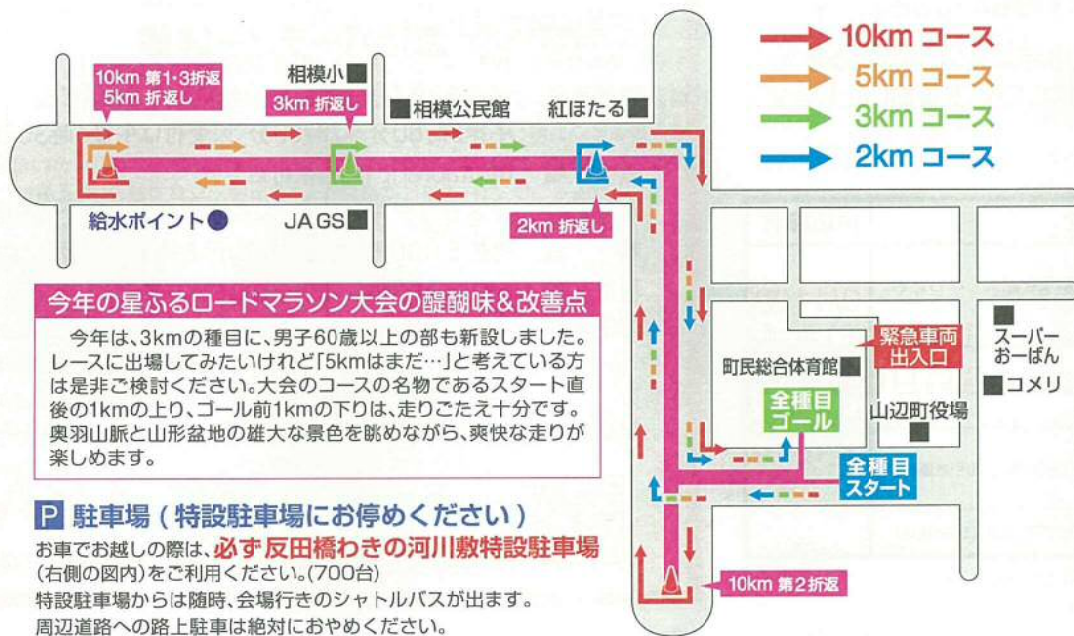 10km コース
5km コース
3km コース
2km コース
10km 第1・3折返
5km 折返し
相模小
3km 折返し
相模公民館
紅ほたる
給水ポイント
JA GS
2km 折返し
今年の星ふるロードマラソン大会の醍醐味&改善点
今年は、3kmの種目に、男子60歳以上の部も新設しました。
レースに出場してみたいけれど「5kmはまだ…」と考えている方
は是非ご検討ください。大会のコースの名物であるスタート直
後の1kmの上り、ゴール前1kmの下りは、走りごたえ十分です。
奥羽山脈と山形盆地の雄大な景色を眺めながら、爽快な走りが
楽しめます。
緊急車両
出入口
スーパー
おーばん
コメリ
町民総合体育館
全種目
ゴール
山辺町役場
全種目
スタート
10km 第2折返
P 駐車場 ( 特設駐車場にお停めください )
お車でお越しの際は、必ず反田橋わきの河川敷特設駐車場
(右側の図内)をご利用ください。(700台)
特設駐車場からは随時、会場行きのシャトルバスが出ます。
周辺道路への路上駐車は絶対におやめください。